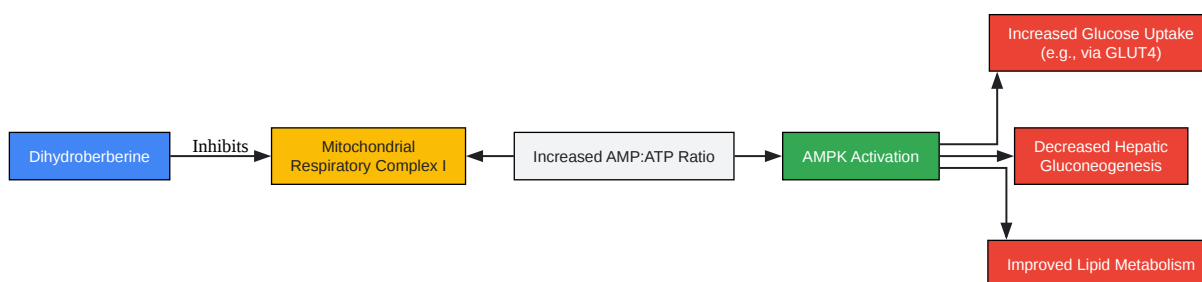 Dihydroberberine
Inhibits
Mitochondrial
Respiratory Complex I
Increased AMP:ATP Ratio
AMPK Activation
Increased Glucose Uptake
(e.g., via GLUT4)
Decreased Hepatic
Gluconeogenesis
Improved Lipid Metabolism